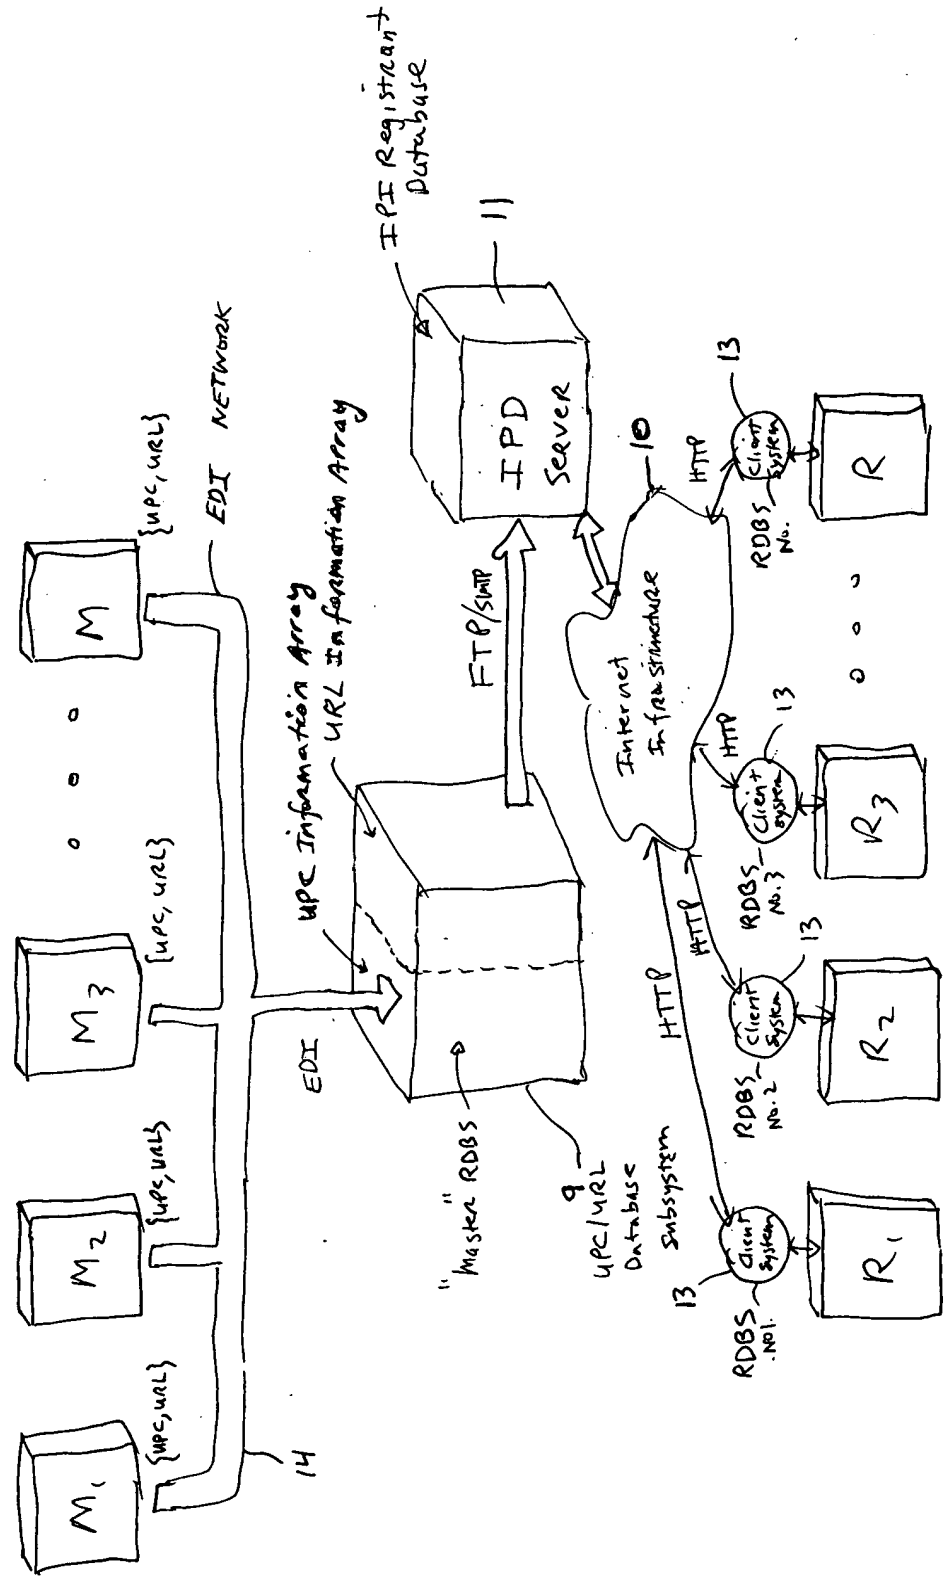 M1
M2
M3
M
{UPC, URL}
{UPC, URL}
{UPC, URL}
{UPC, URL}
EDI NETWORK
14
EDI
UPC Information Array
URL Information Array
"Master" RDBS
9
UPC/URL
Database
Subsystem
FTP/SMTP
IPI Registrant
Database
11
IPD
Server
10
Internet
Infrastructure
HTTP
HTTP
HTTP
HTTP
13
Client
System
RDBS
No1.
R1
13
Client
System
RDBS
No.2
R2
13
Client
System
RDBS
No.3
R3
13
Client
System
RDBS
No.
R